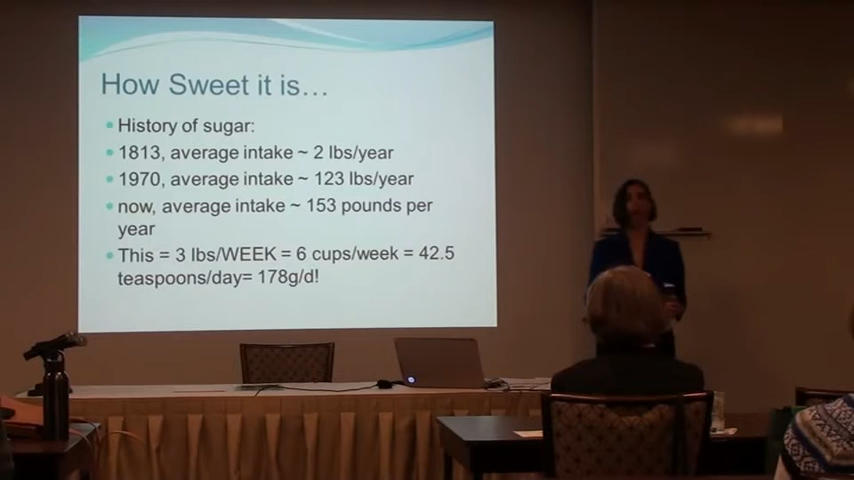 How Sweet it is...
History of sugar:
1813, average intake ~ 2 lbs/year
1970, average intake ~ 123 lbs/year
now, average intake ~ 153 pounds per
year
This = 3 lbs/WEEK = 6 cups/week = 42.5
teaspoons/day= 178g/d!